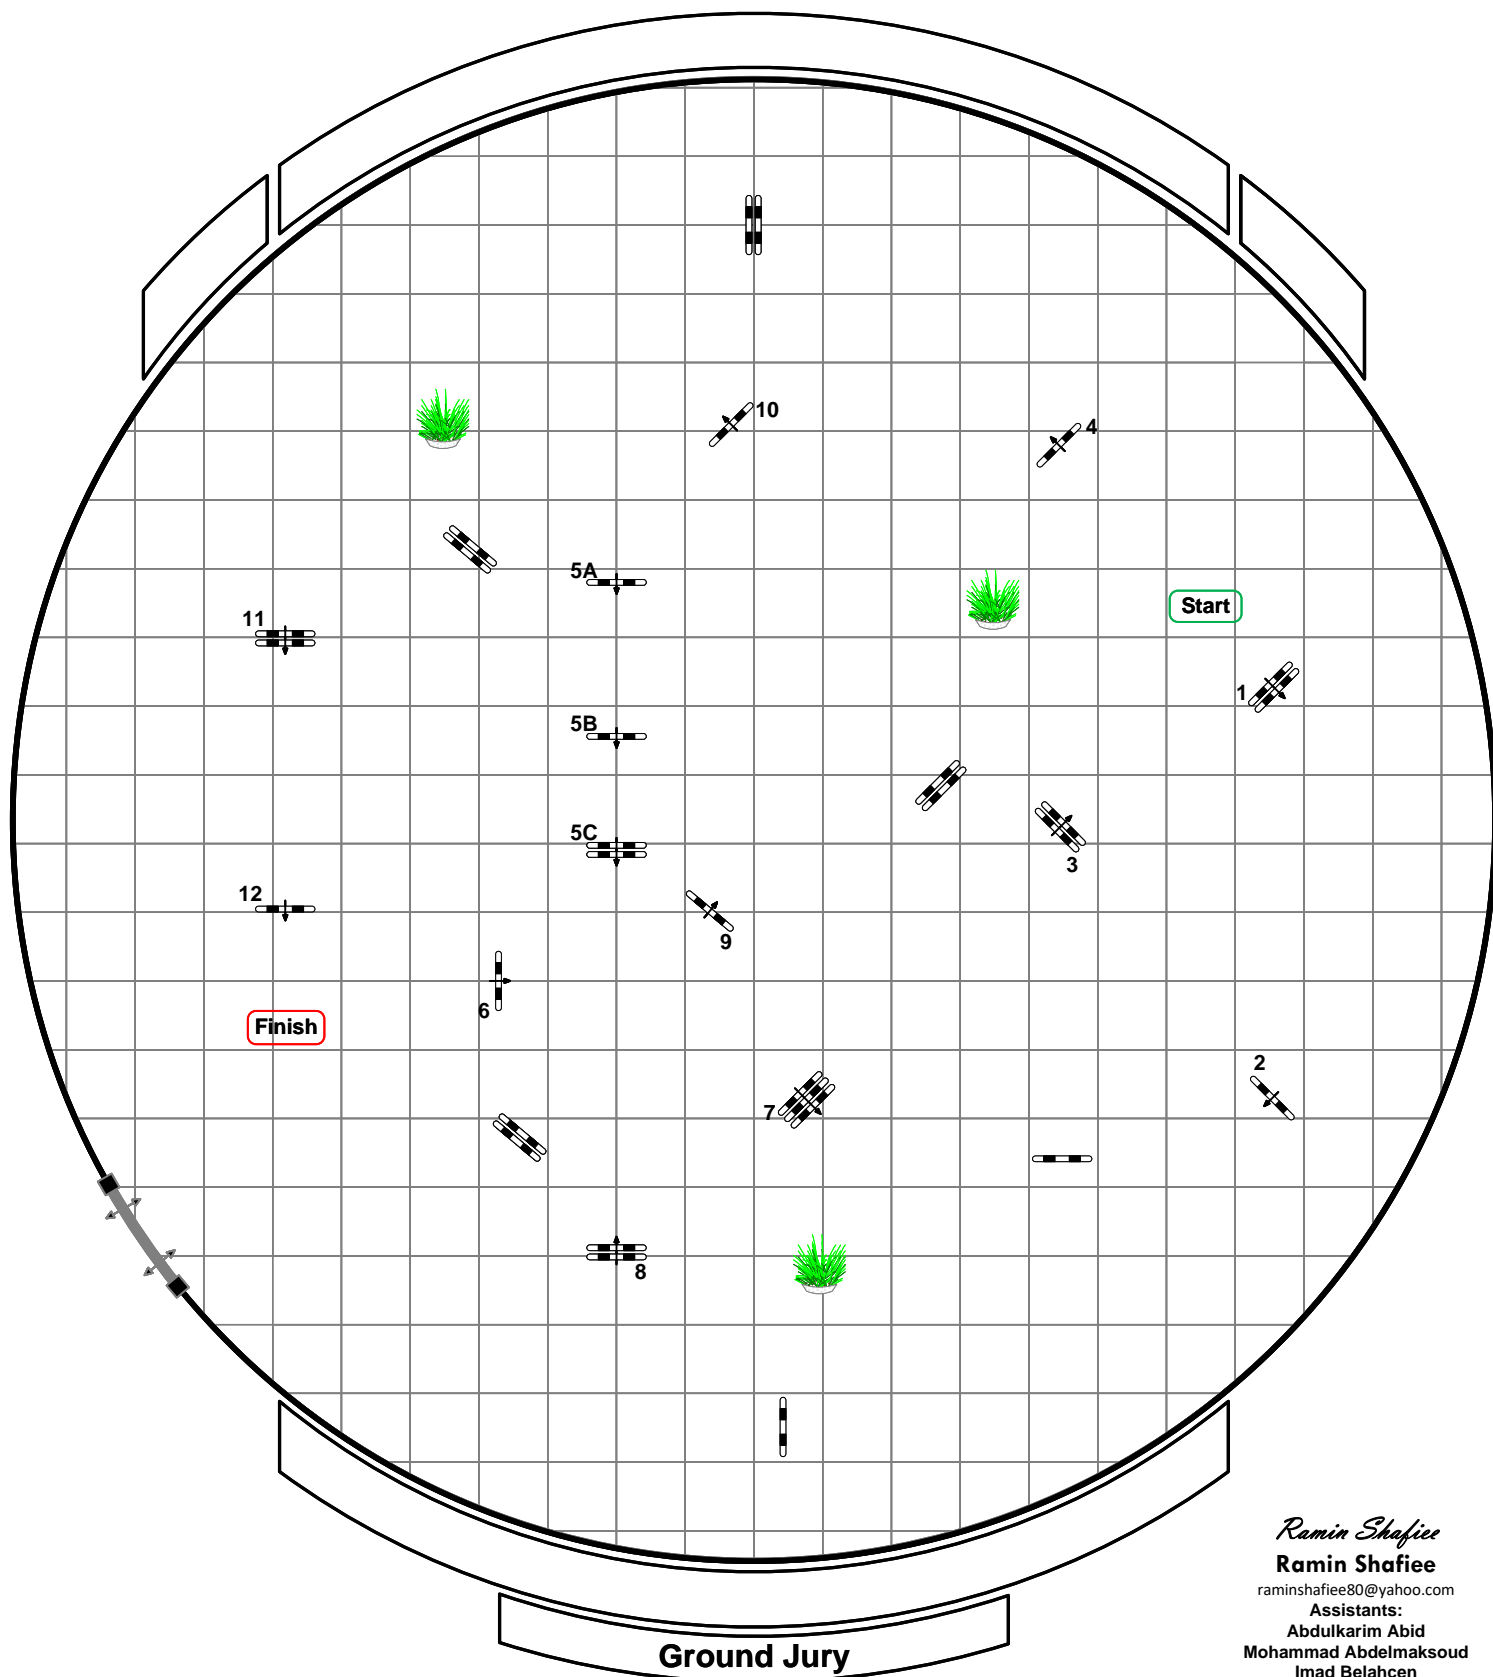 10
4
5A
Start
11
1
5B
5C
3
12
9
6
Finish
2
7
8
Ramin Shafiee
Ramin Shafiee
raminshafiee80@yahoo.com
Assistants:
Abdulkarim Abid
Mohammad Abdelmaksoud
Imad Belahcen
Ground Jury